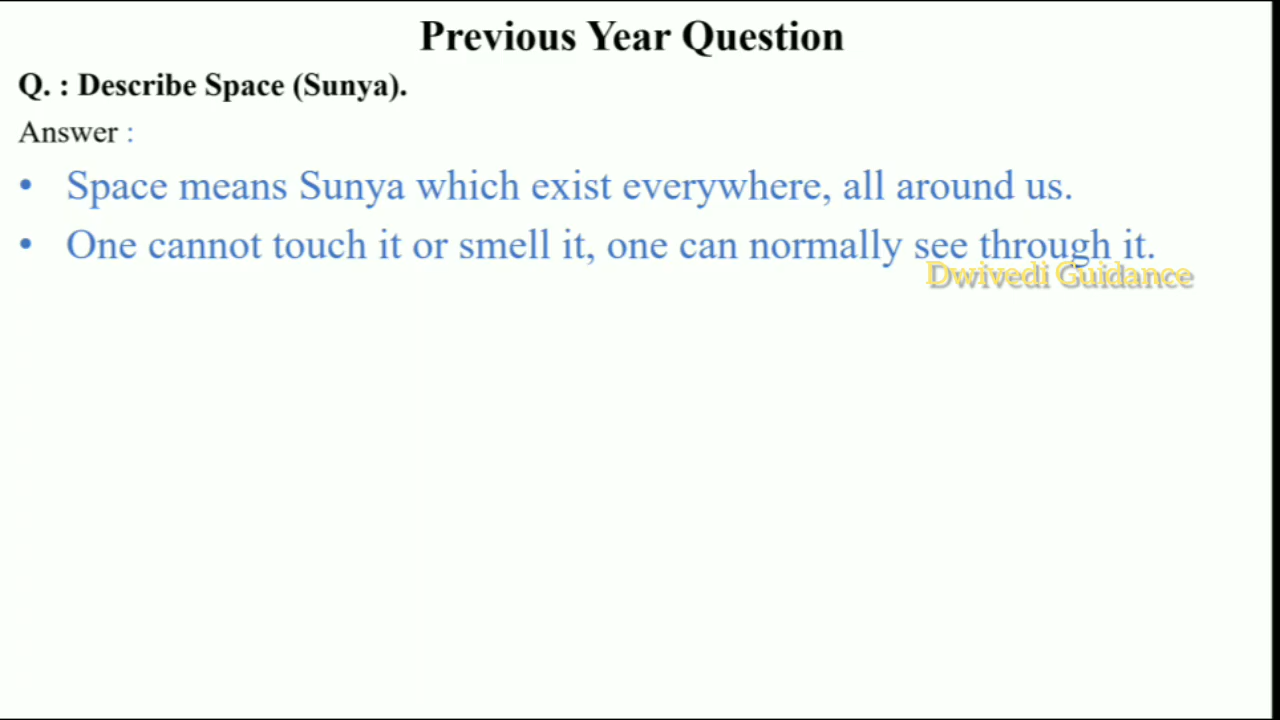 Previous Year Question
Q. : Describe Space (Sunya).
Answer :
• Space means Sunya which exist everywhere, all around us.
• One cannot touch it or smell it, one can normally see through it.
Dwivedi Guidance